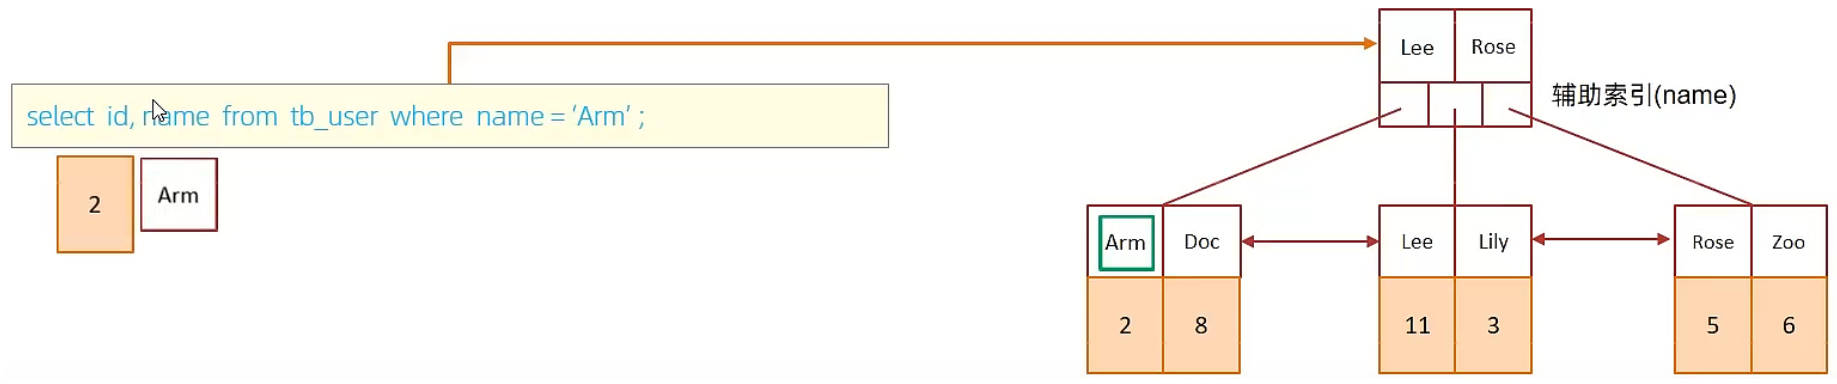 Lee Rose
辅助索引(name)
select id, name from tb_user where name = ‘Arm’ ;
2 Arm
Arm Doc Lee Lily Rose Zoo
2 8 11 3 5 6